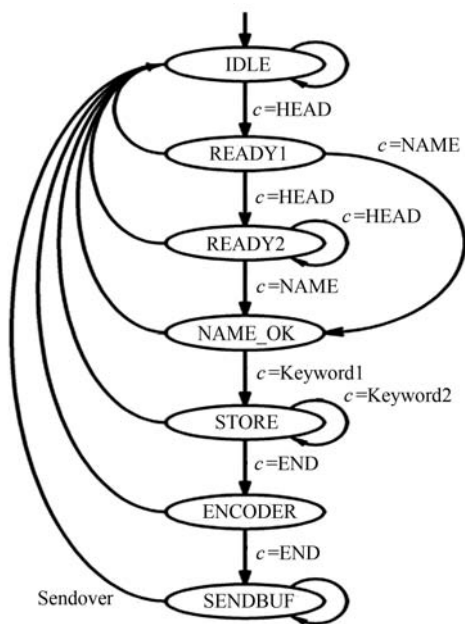 IDLE
c=HEAD
READY1
c=NAME
c=HEAD
c=HEAD
READY2
c=NAME
NAME_OK
c=Keyword1
c=Keyword2
STORE
c=END
ENCODER
c=END
Sendover
SENDBUF